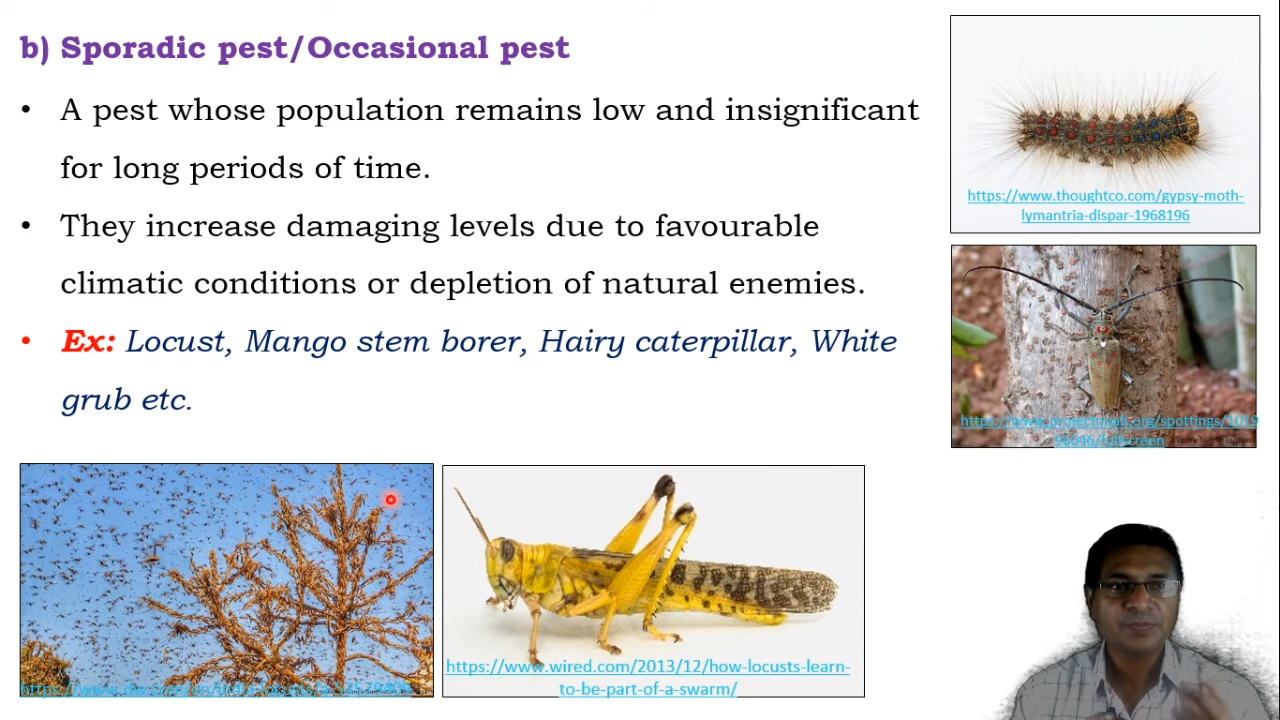 b) Sporadic pest/Occasional pest
• A pest whose population remains low and insignificant
for long periods of time.
• They increase damaging levels due to favourable
climatic conditions or depletion of natural enemies.
• Ex: Locust, Mango stem borer, Hairy caterpillar, White
grub etc.
https://www.thoughtco.com/gypsy-moth-
lymantria-dispar-1968196
https://www.wired.com/2013/12/how-locusts-learn-
to-be-part-of-a-swarm/